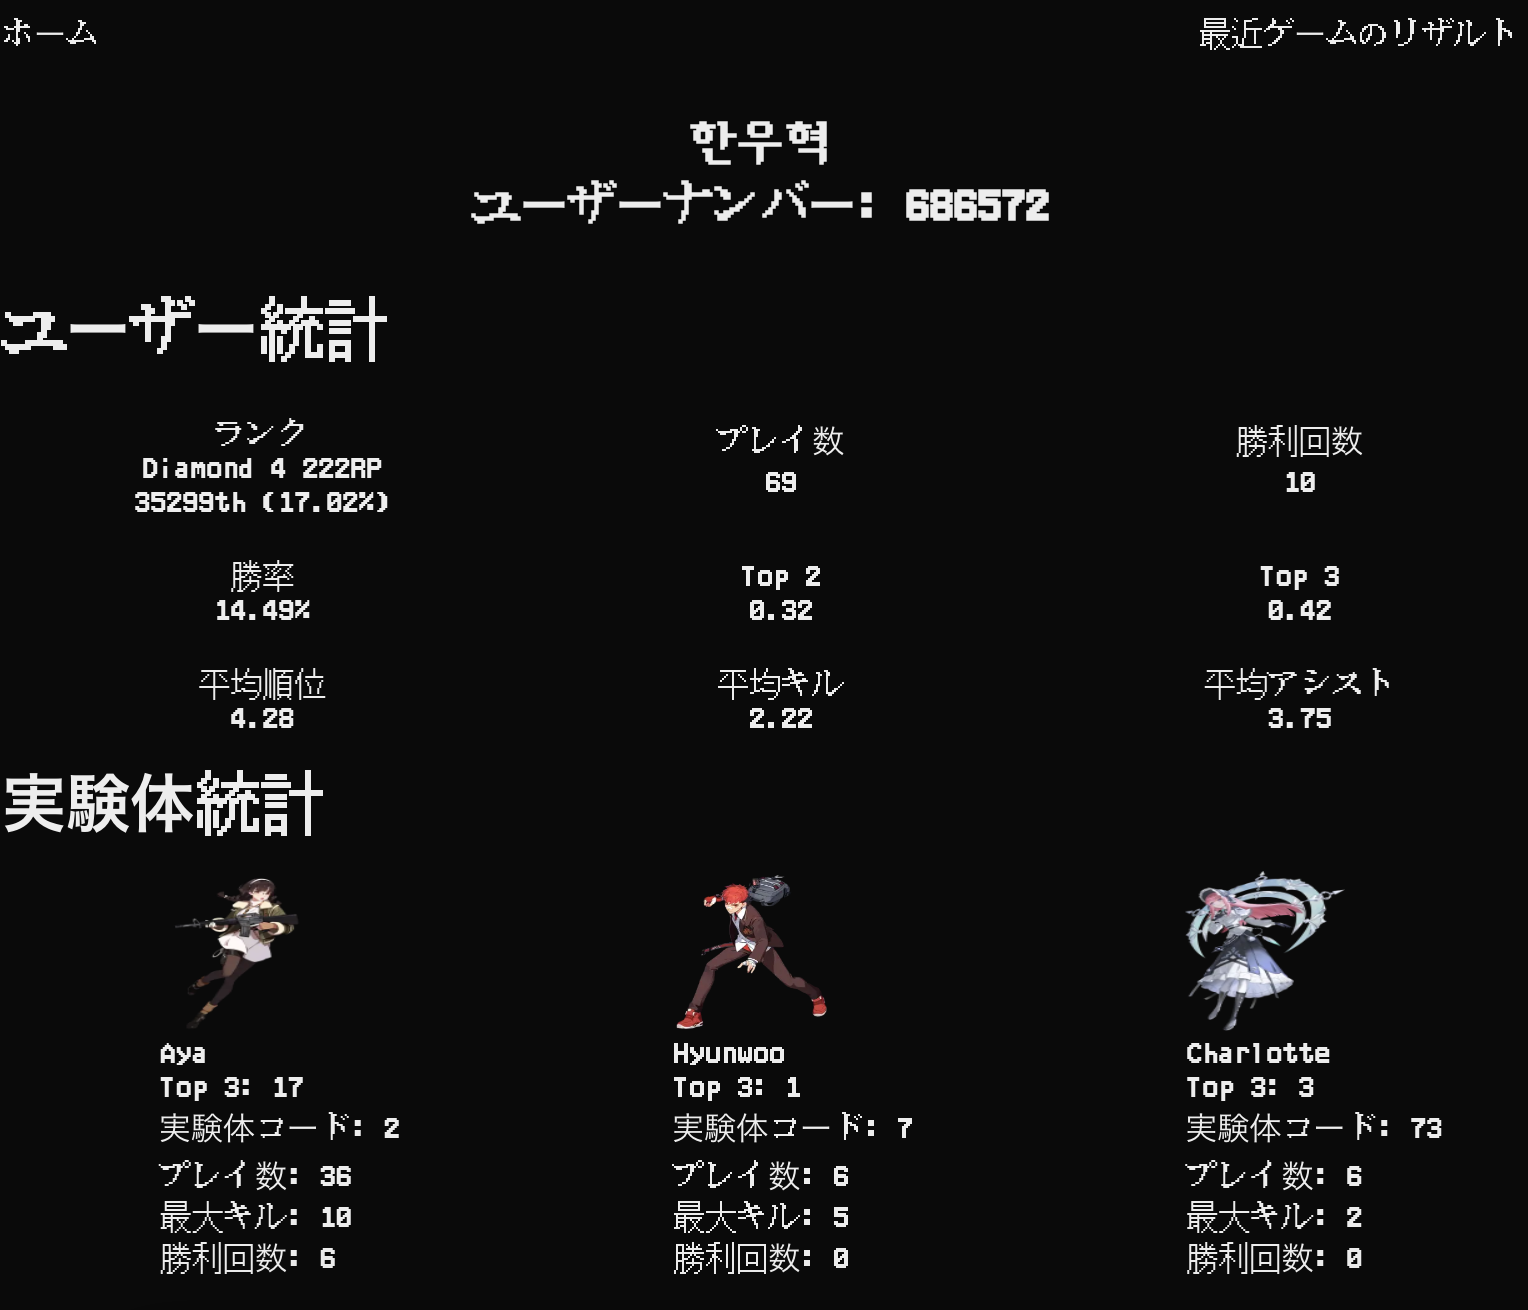 ホーム
最近ゲームのリザルト
한우혁
ユーザーナンバー: 686572
ユーザー統計
ランク
Diamond 4 222RP
35299th (17.02%)
プレイ数
69
勝利回数
10
勝率
14.49%
Top 2
0.32
Top 3
0.42
平均順位
4.28
平均キル
2.22
平均アシスト
3.75
実験体統計
Aya
Top 3: 17
実験体コード: 2
プレイ数: 36
最大キル: 10
勝利回数: 6
Hyunwoo
Top 3: 1
実験体コード: 7
プレイ数: 6
最大キル: 5
勝利回数: 0
Charlotte
Top 3: 3
実験体コード: 73
プレイ数: 6
最大キル: 2
勝利回数: 0